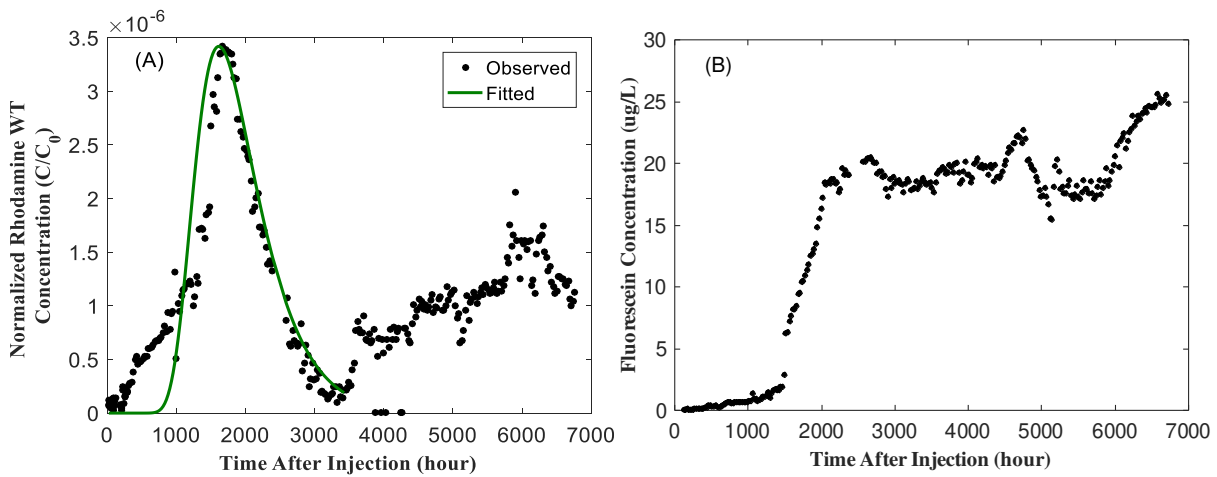 ×10⁻⁶
(A)
3.5
3
2.5
2
1.5
1
0.5
0
0 1000 2000 3000 4000 5000 6000 7000
Normalized Rhodamine WT
Concentration (C/C₀)
Time After Injection (hour)
Observed
Fitted
(B)
30
25
20
15
10
5
0
0 1000 2000 3000 4000 5000 6000 7000
Fluorescein Concentration (ug/L)
Time After Injection (hour)